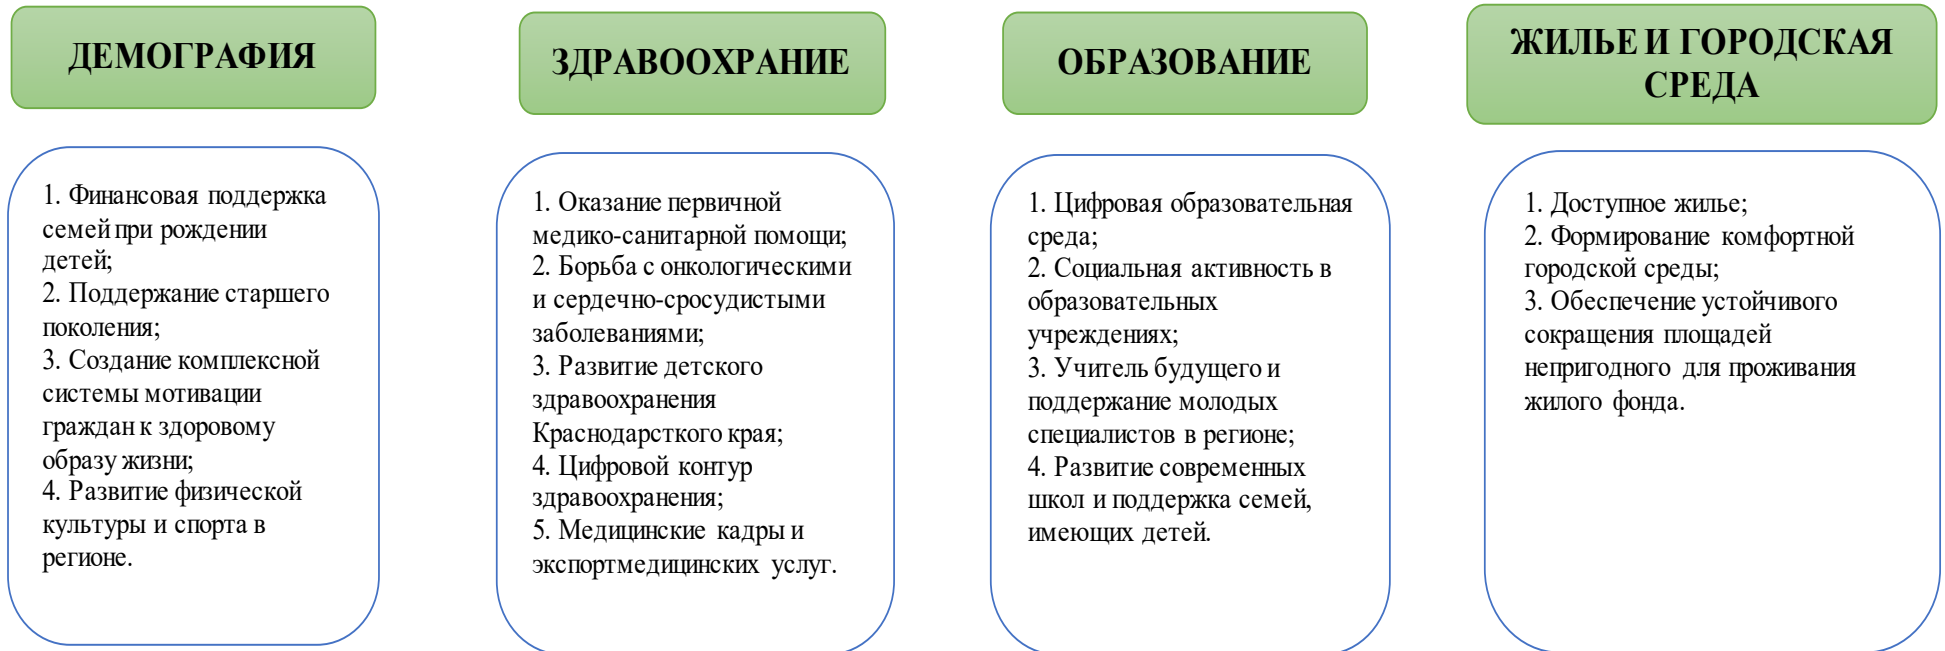 ДЕМОГРАФИЯ
1. Финансовая поддержка
семей при рождении
детей;
2. Поддержание старшего
поколения;
3. Создание комплексной
системы мотивации
граждан к здоровому
образу жизни;
4. Развитие физической
культуры и спорта в
регионе.
ЗДРАВООХРАНИЕ
1. Оказание первичной
медико-санитарной помощи;
2. Борьба с онкологическими
и сердечно-сросудистыми
заболеваниями;
3. Развитие детского
здравоохранения
Краснодарсткого края;
4. Цифровой контур
здравоохранения;
5. Медицинские кадры и
экспортмедицинских услуг.
ОБРАЗОВАНИЕ
1. Цифровая образовательная
среда;
2. Социальная активность в
образовательных
учреждениях;
3. Учитель будущего и
поддержание молодых
специалистов в регионе;
4. Развитие современных
школ и поддержка семей,
имеющих детей.
ЖИЛЬЕ И ГОРОДСКАЯ
СРЕДА
1. Доступное жилье;
2. Формирование комфортной
городской среды;
3. Обеспечение устойчивого
сокращения площадей
непригодного для проживания
жилого фонда.